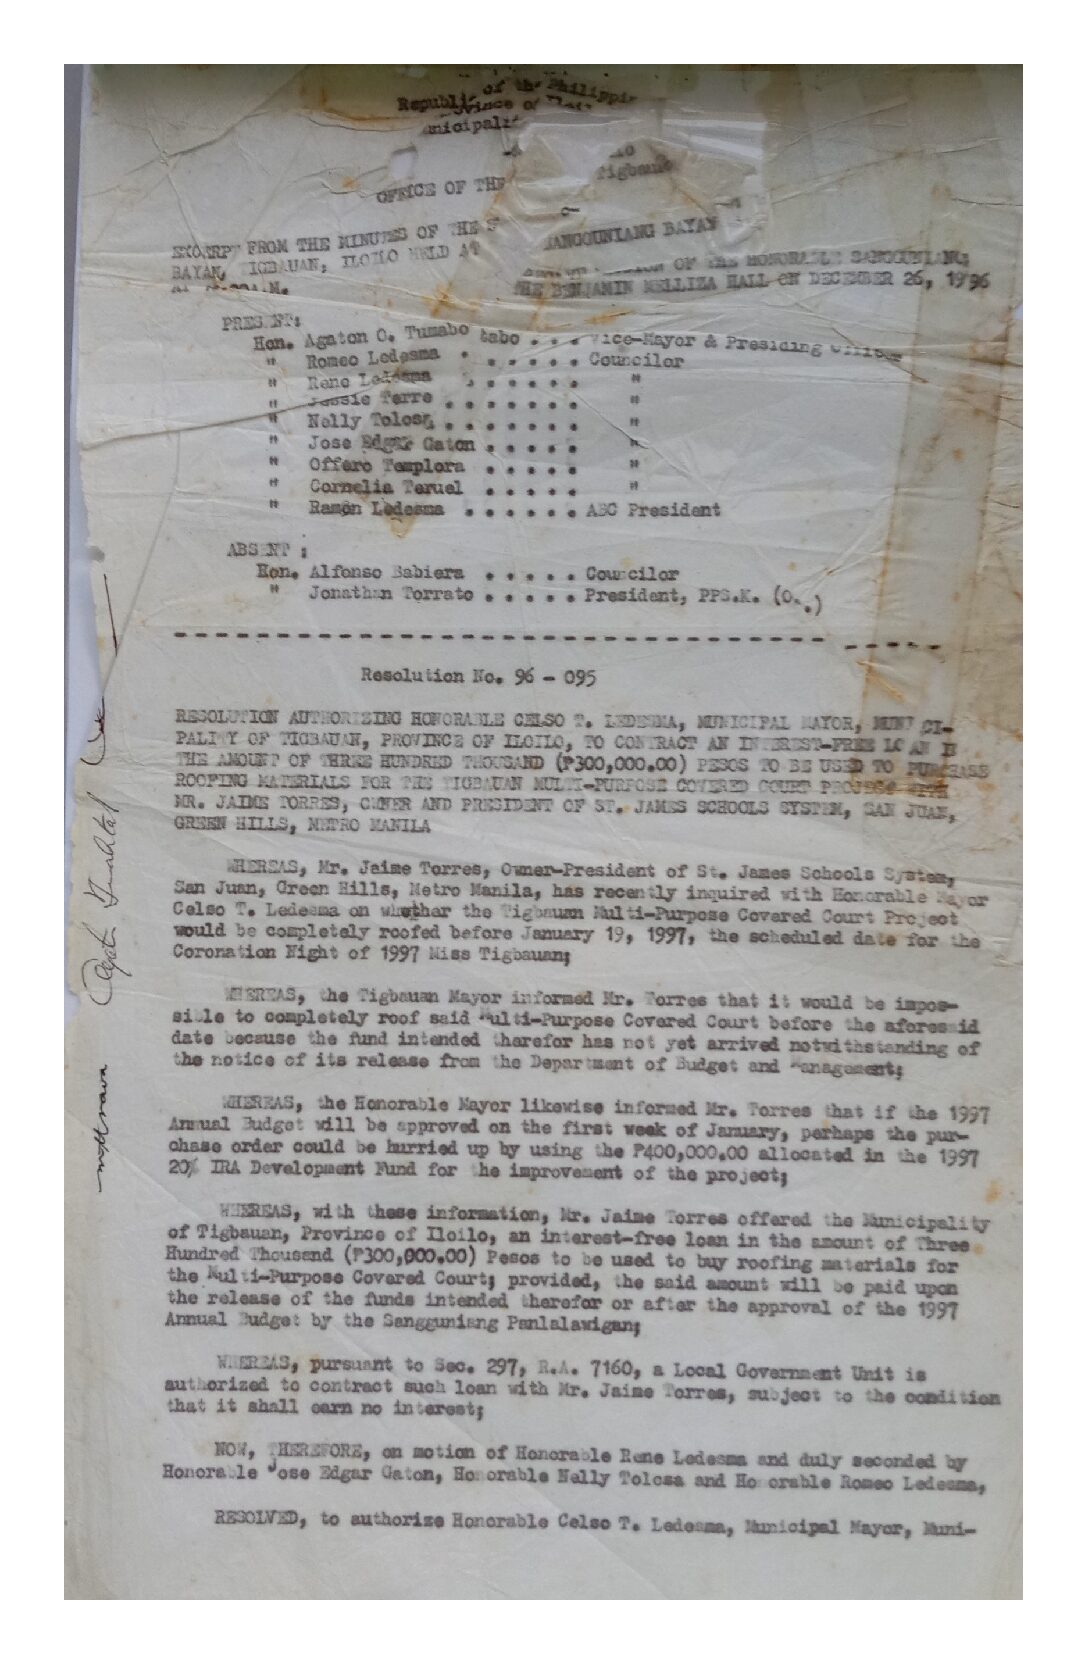 Republi of the Philippi
ovince o
unicipali
OFFICE OF THE
EXCERPT FROM THE MINUTES OF THE S OF THE HONORABLE SANGGUNIANG
BAYAN, TIGBAUAN, ILOILO HELD AT THE BENJAMIN MELLIZA HALL ON DECEMBER 26, 1996
SANGGUNIANG BAYAN
PRESENT:
Hon. Agaton C. Tumabo tabo . . . Vice-Mayor & Presiding Officer
" Romeo Ledesma . . . . . . Councilor
" Rene Ledesma . . . . . . "
" Jessie Terre . . . . . . . "
" Nelly Tolosa . . . . . . . "
" Jose Edgar Gaton . . . . . "
" Offero Templora . . . . . "
" Cornelia Teruel . . . . . "
" Ramon Ledesma . . . . . . ABC President
ABSENT :
Hon. Alfonso Babiera . . . . . Councilor
" Jonathan Torrato . . . . . President, PPS.K.
Resolution No. 96 - 095
RESOLUTION AUTHORIZING HONORABLE CELSO T. LEDESMA, MUNICIPAL MAYOR, MUNICI-
PALITY OF TIGBAUAN, PROVINCE OF ILOILO, TO CONTRACT AN INTEREST-FREE LOAN IN
THE AMOUNT OF THREE HUNDRED THOUSAND (₱300,000.00) PESOS TO BE USED TO PURCHASE
ROOFING MATERIALS FOR THE TIGBAUAN MULTI-PURPOSE COVERED COURT PROJECT WITH
MR. JAIME TORRES, OWNER AND PRESIDENT OF ST. JAMES SCHOOLS SYSTEM, SAN JUAN,
GREEN HILLS, METRO MANILA
WHEREAS, Mr. Jaime Torres, Owner-President of St. James Schools System,
San Juan, Green Hills, Metro Manila, has recently inquired with Honorable Mayor
Celso T. Ledesma on whether the Tigbauan Multi-Purpose Covered Court Project
would be completely roofed before January 19, 1997, the scheduled date for the
Coronation Night of 1997 Miss Tigbauan;
WHEREAS, the Tigbauan Mayor informed Mr. Torres that it would be impos-
sible to completely roof said Multi-Purpose Covered Court before the aforesaid
date because the fund intended therefor has not yet arrived notwithstanding of
the notice of its release from the Department of Budget and Management;
WHEREAS, the Honorable Mayor likewise informed Mr. Torres that if the 1997
Annual Budget will be approved on the first week of January, perhaps the pur-
chase order could be hurried up by using the ₱400,000.00 allocated in the 1997
20% IRA Development Fund for the improvement of the project;
WHEREAS, with these information, Mr. Jaime Torres offered the Municipality
of Tigbauan, Province of Iloilo, an interest-free loan in the amount of Three
Hundred Thousand (₱300,000.00) Pesos to be used to buy roofing materials for
the Multi-Purpose Covered Court; provided, the said amount will be paid upon
the release of the funds intended therefor or after the approval of the 1997
Annual Budget by the Sangguniang Panlalawigan;
WHEREAS, pursuant to Sec. 297, R.A. 7160, a Local Government Unit is
authorized to contract such loan with Mr. Jaime Torres, subject to the condition
that it shall earn no interest;
NOW, THEREFORE, on motion of Honorable Rene Ledesma and duly seconded by
Honorable Jose Edgar Gaton, Honorable Nelly Tolosa and Honorable Romeo Ledesma,
RESOLVED, to authorize Honorable Celso T. Ledesma, Municipal Mayor, Muni-